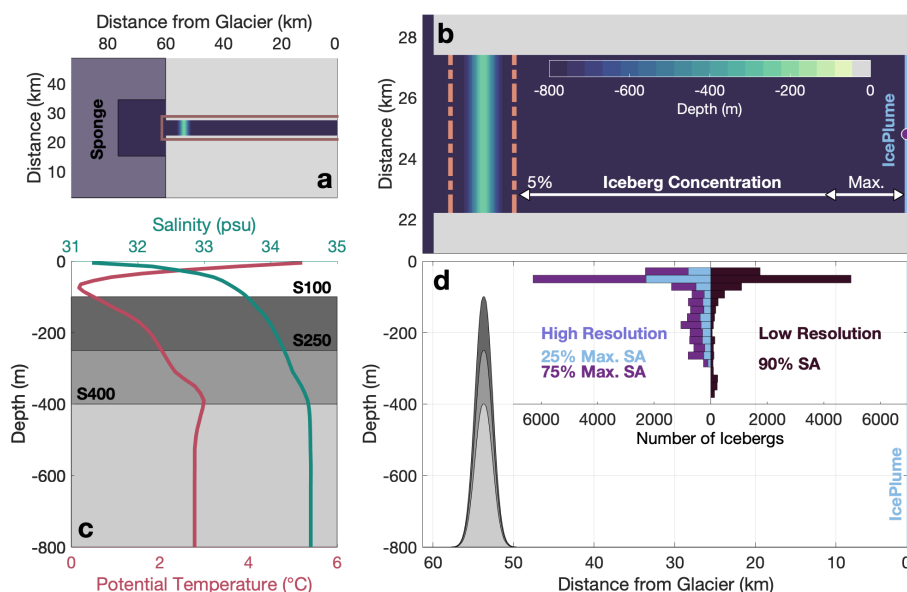 Distance from Glacier (km)
80 60 40 20 0
Distance (km)
40
30
20
10
Sponge
a
28
26
24
22
Distance (km)
-800 -600 -400 -200 0
Depth (m)
b
IcePlume
5% Iceberg Concentration Max.
Salinity (psu)
31 32 33 34 35
0
-200
-400
-600
-800
Depth (m)
S100
S250
S400
c
0 2 4 6
Potential Temperature (°C)
0
-200
-400
-600
-800
Depth (m)
d
High Resolution
25% Max. SA
75% Max. SA
Low Resolution
90% SA
6000 4000 2000 0 2000 4000 6000
Number of Icebergs
IcePlume
60 50 40 30 20 10 0
Distance from Glacier (km)